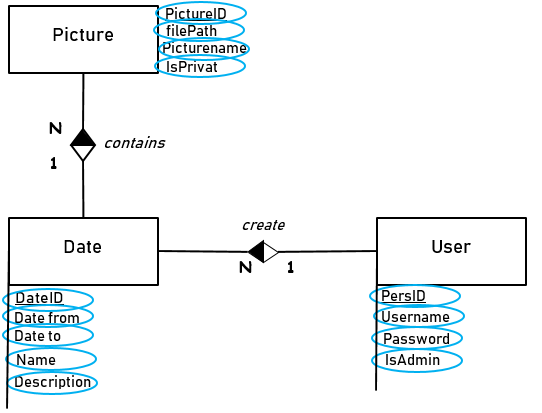 Picture
PictureID
filePath
Picturename
IsPrivat
N
contains
1
Date
create
User
N
1
DateID
Date from
Date to
Name
Description
PersID
Username
Password
IsAdmin